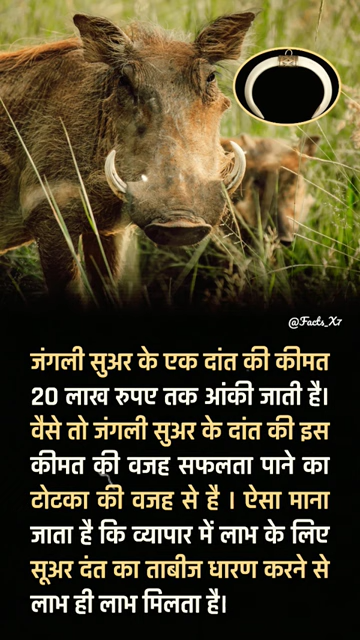 @Facts_X7
जंगली सुअर के एक दांत की कीमत
20 लाख रुपए तक आंकी जाती है।
वैसे तो जंगली सुअर के दांत की इस
कीमत की वजह सफलता पाने का
टोटका की वजह से है । ऐसा माना
जाता है कि व्यापार में लाभ के लिए
सूअर दंत का ताबीज धारण करने से
लाभ ही लाभ मिलता है।